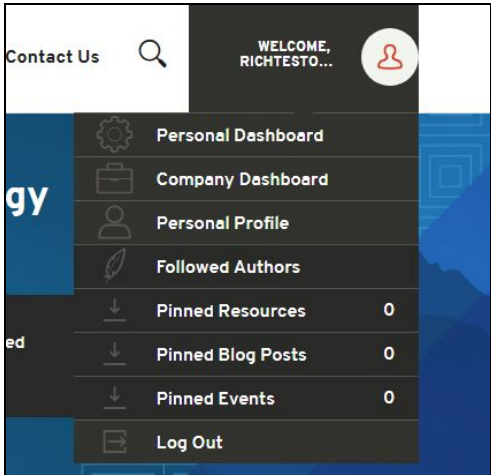 Contact Us
WELCOME,
RICHTESTO...
Personal Dashboard
gy
Company Dashboard
Personal Profile
Followed Authors
Pinned Resources 0
ed
Pinned Blog Posts 0
Pinned Events 0
Log Out